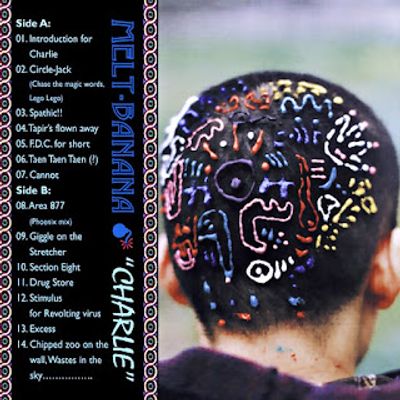 Side A:
01. Introduction for
Charlie
02. Circle-Jack
(Chase the magic words,
Lego Lego)
03. Spathic!!
04. Tapir's flown away
05. F.D.C. for short
06. Taen Taen Taen (?)
07. Cannot
Side B:
08. Area 877
(Phoenix mix)
09. Giggle on the
Stretcher
10. Section Eight
11. Drug Store
12. Stimulus
for Revolting virus
13. Excess
14. Chipped zoo on the
wall, Wastes in the
sky.................
MELT-BANANA
"CHARLIE"